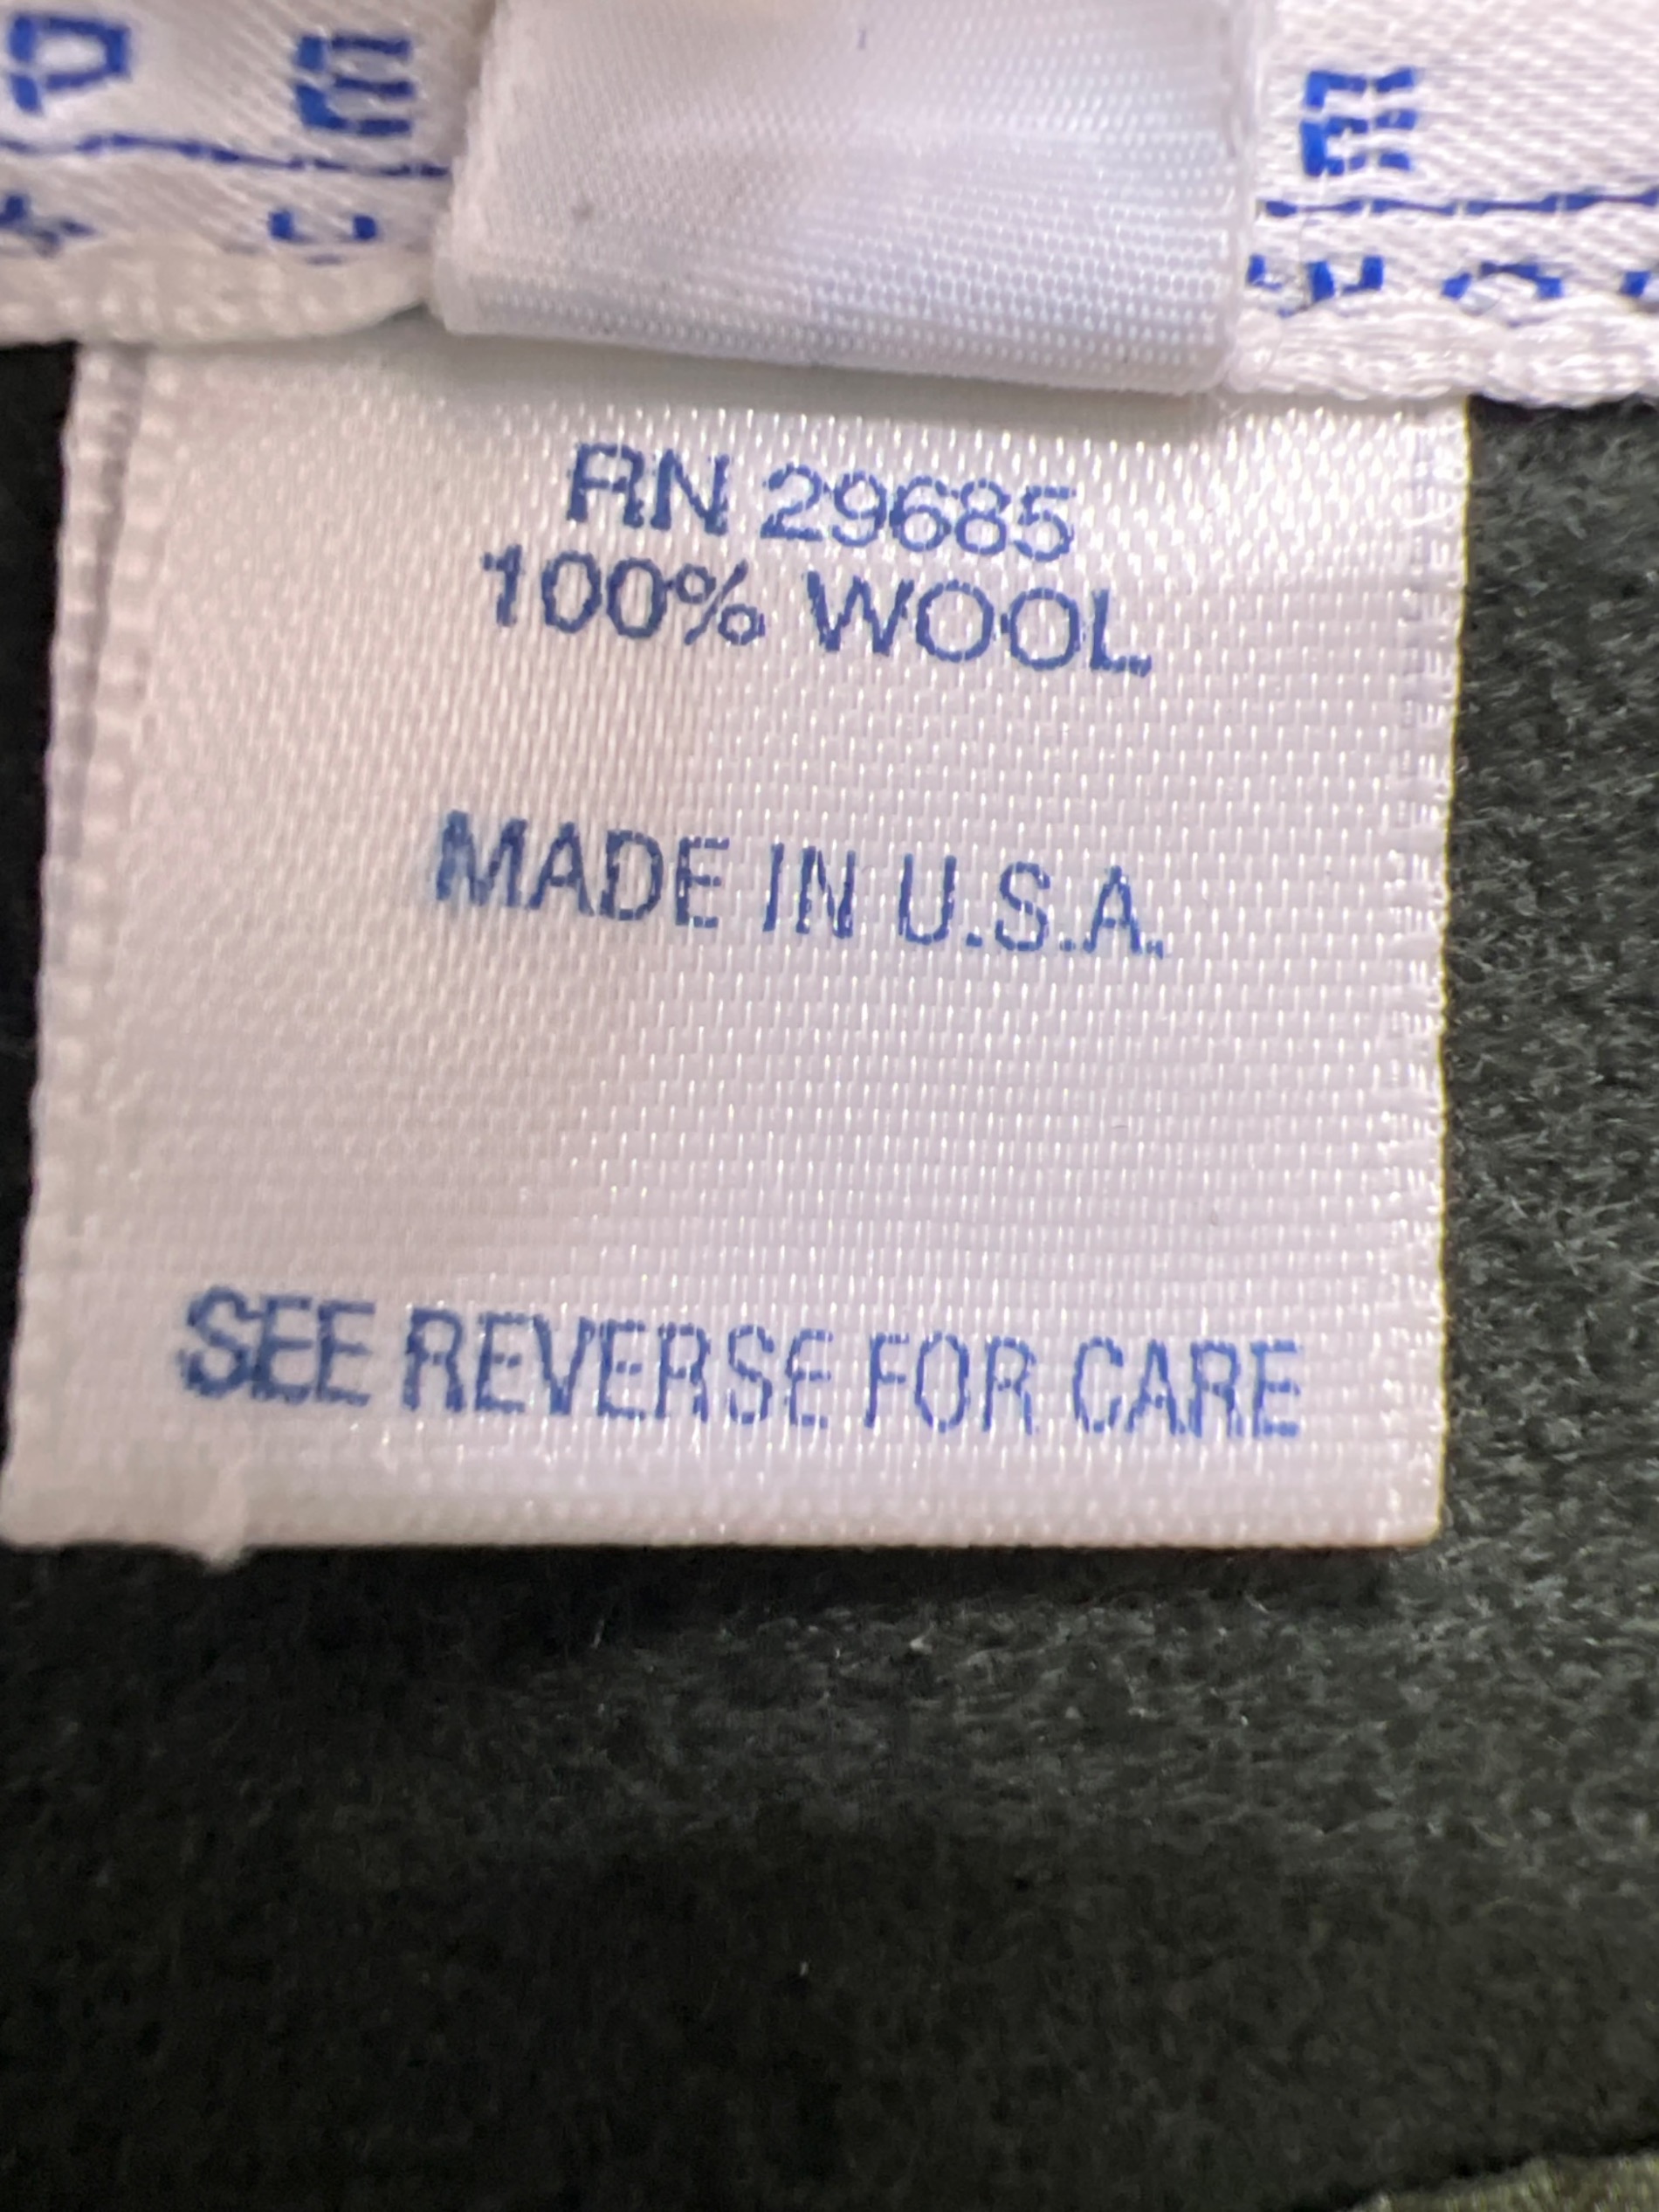 RN 29685
100% WOOL
MADE IN U.S.A.
SEE REVERSE FOR CARE